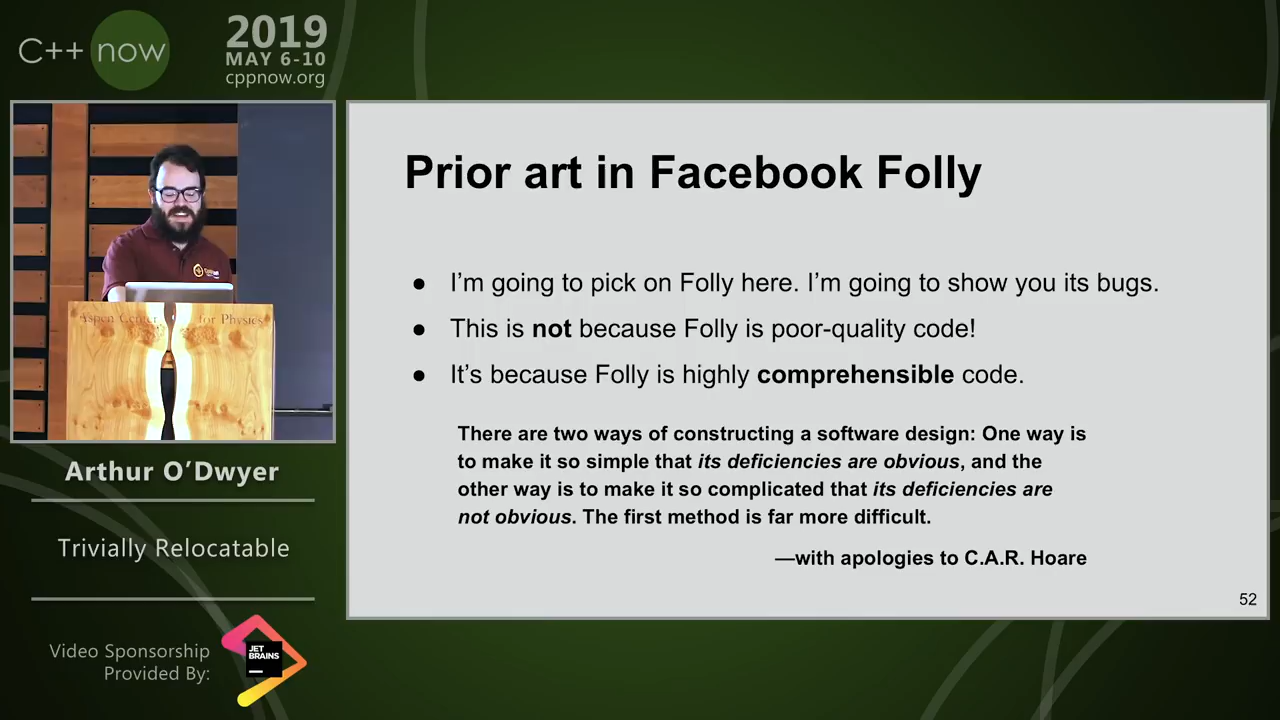 C++ now
2019
MAY 6-10
cppnow.org
Aspen Center for Physics
Arthur O’Dwyer
Trivially Relocatable
Video Sponsorship
Provided By:
JET
BRAINS
Prior art in Facebook Folly
● I’m going to pick on Folly here. I’m going to show you its bugs.
● This is not because Folly is poor-quality code!
● It’s because Folly is highly comprehensible code.
There are two ways of constructing a software design: One way is
to make it so simple that its deficiencies are obvious, and the
other way is to make it so complicated that its deficiencies are
not obvious. The first method is far more difficult.
—with apologies to C.A.R. Hoare
52